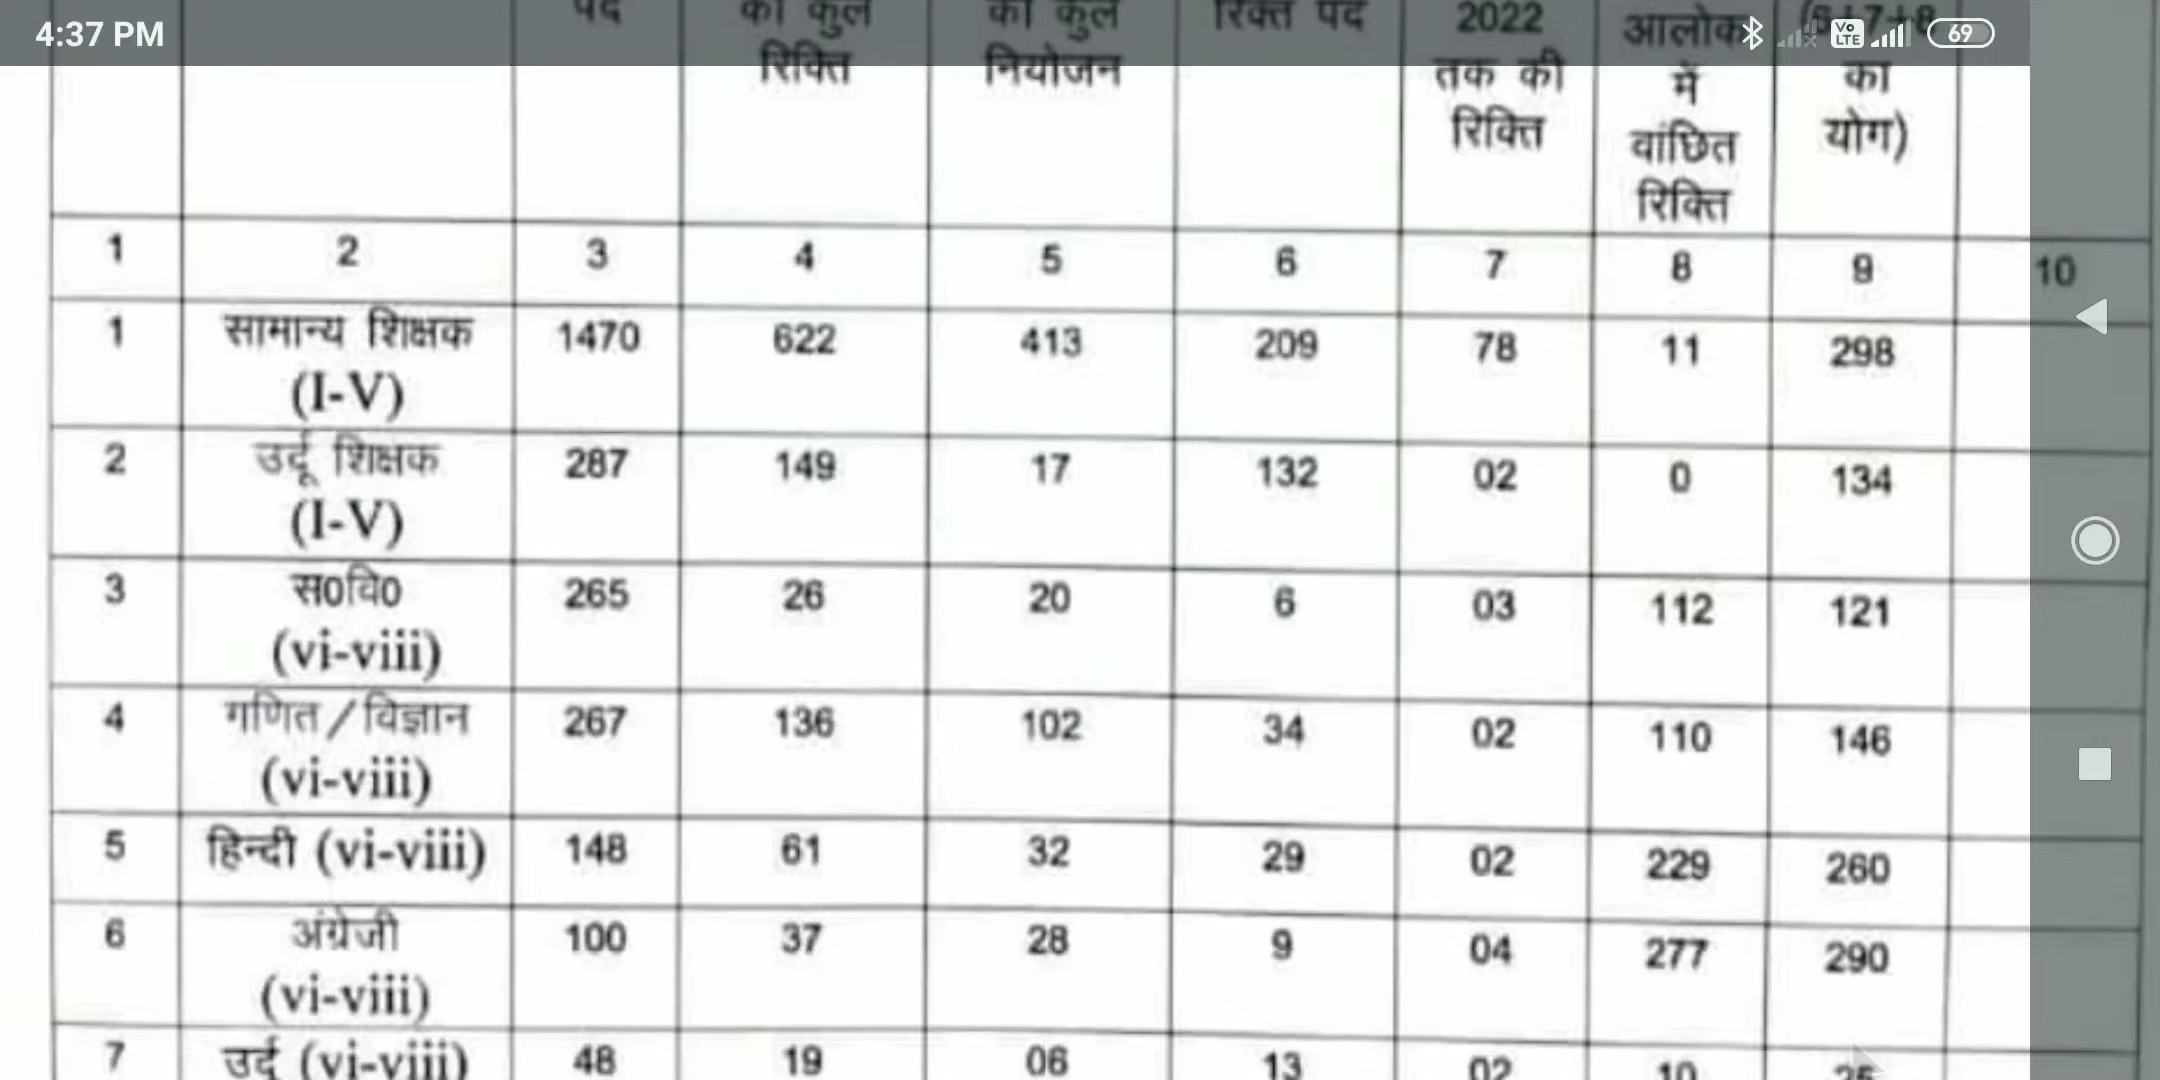 4:37 PM
Vo LTE 69
पद को कुल को कुल रिक्त पद 2022 आलोक
रिक्ति नियोजन तक की में का
रिक्ति वांछित योग)
रिक्ति
1 2 3 4 5 6 7 8 9 10
1 सामान्य शिक्षक 1470 622 413 209 78 11 298
(I-V)
2 उर्दू शिक्षक 287 149 17 132 02 0 134
(I-V)
3 स0वि0 265 26 20 6 03 112 121
(vi-viii)
4 गणित/विज्ञान 267 136 102 34 02 110 146
(vi-viii)
5 हिन्दी (vi-viii) 148 61 32 29 02 229 260
6 अंग्रेजी 100 37 28 9 04 277 290
(vi-viii)
7 उर्दू (vi-viii) 48 19 06 13 02 10